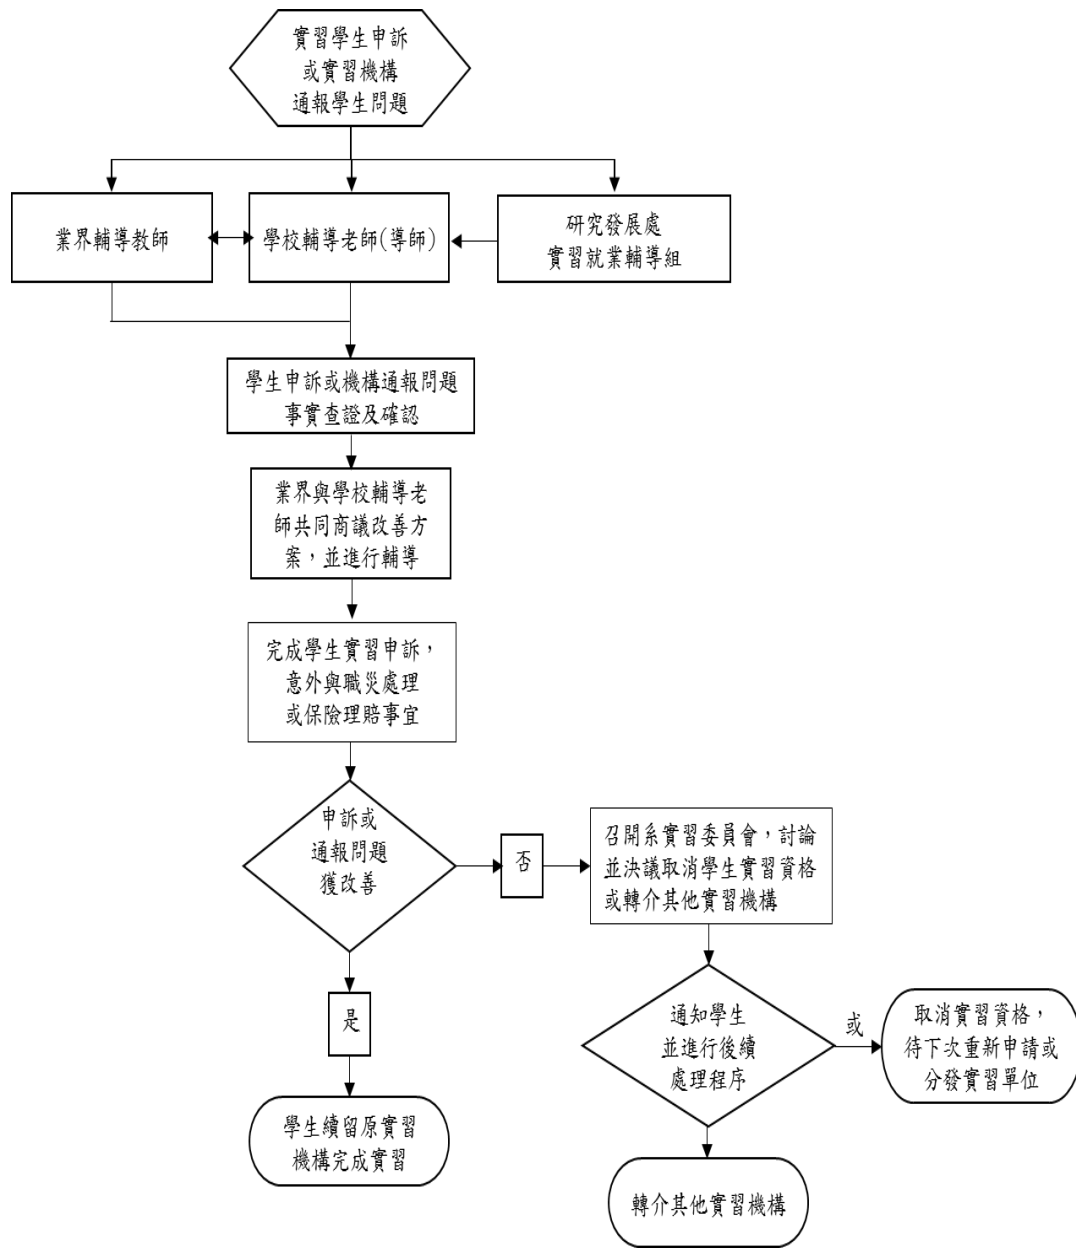 實習學生申訴
或實習機構
通報學生問題
業界輔導教師
學校輔導老師(導師)
研究發展處
實習就業輔導組
學生申訴或機構通報問題
事實查證及確認
業界與學校輔導老
師共同商議改善方
案，並進行輔導
完成學生實習申訴，
意外與職災處理
或保險理賠事宜
申訴或
通報問題
獲改善
否
召開系實習委員會，討論
並決議取消學生實習資格
或轉介其他實習機構
是
學生續留原實習
機構完成實習
通知學生
並進行後續
處理程序
或
取消實習資格，
待下次重新申請或
分發實習單位
轉介其他實習機構